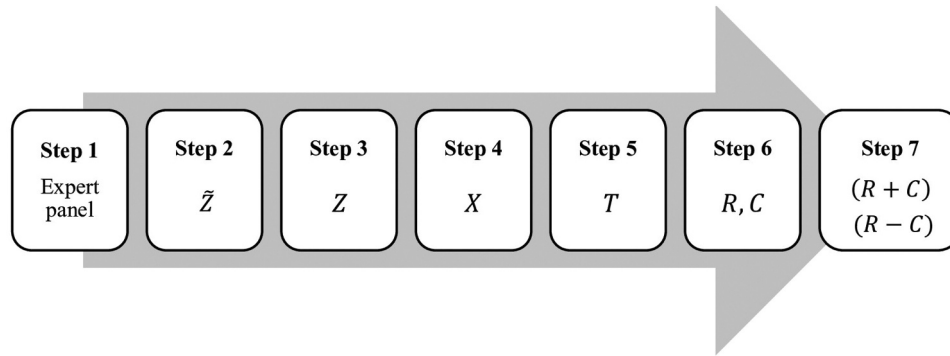 Step 1
Expert
panel
Step 2
Z̃
Step 3
Z
Step 4
X
Step 5
T
Step 6
R, C
Step 7
(R + C)
(R − C)